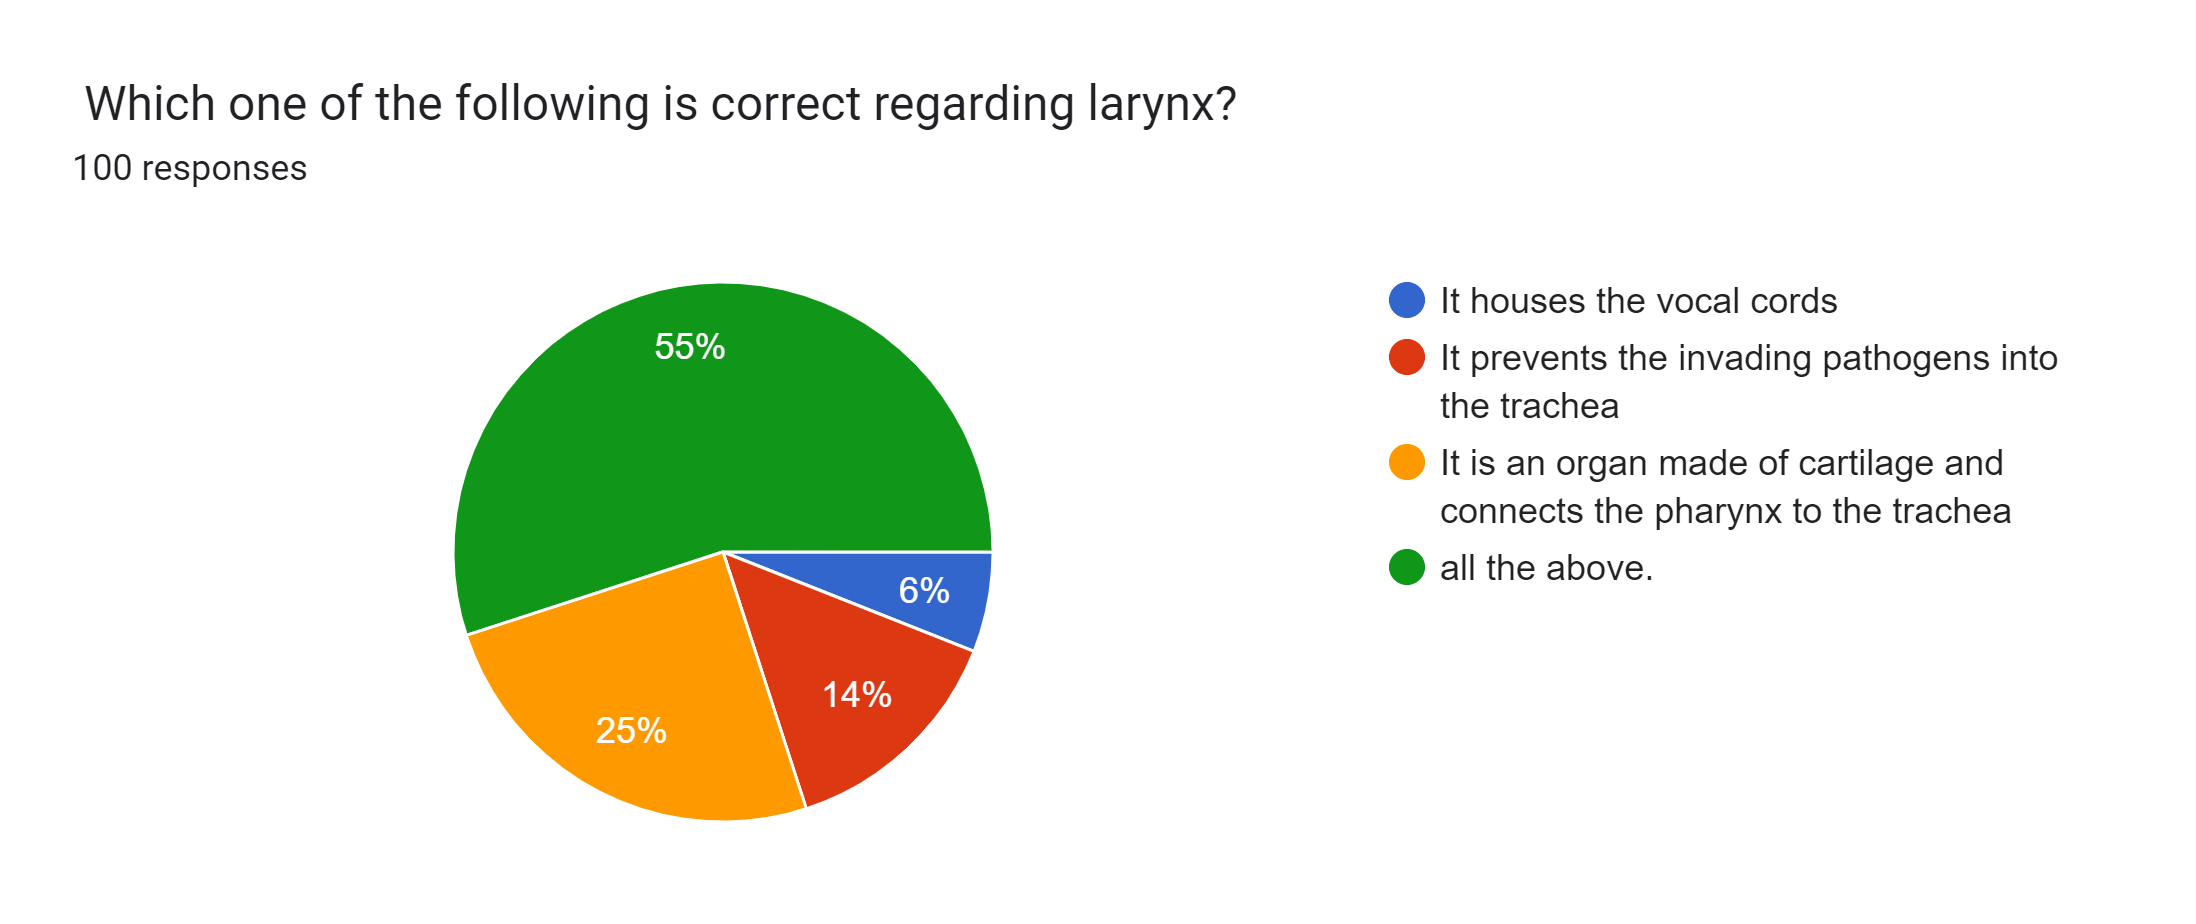 Which one of the following is correct regarding larynx?
100 responses
55%
6%
14%
25%
It houses the vocal cords
It prevents the invading pathogens into
the trachea
It is an organ made of cartilage and
connects the pharynx to the trachea
all the above.